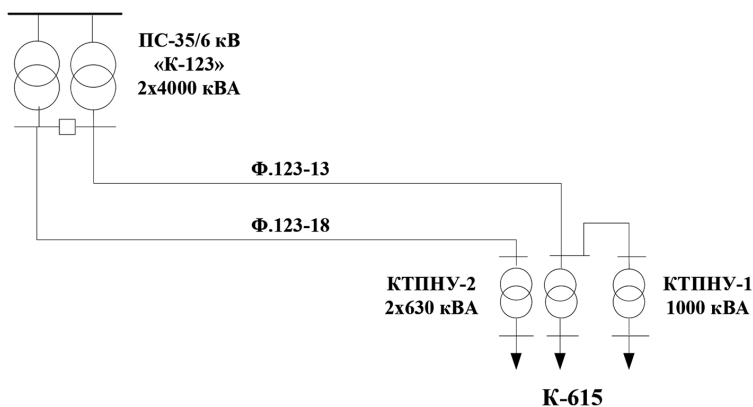 ПС-35/6 кВ
«К-123»
2х4000 кВА
Ф.123-13
Ф.123-18
КТПНУ-2
2х630 кВА
КТПНУ-1
1000 кВА
К-615